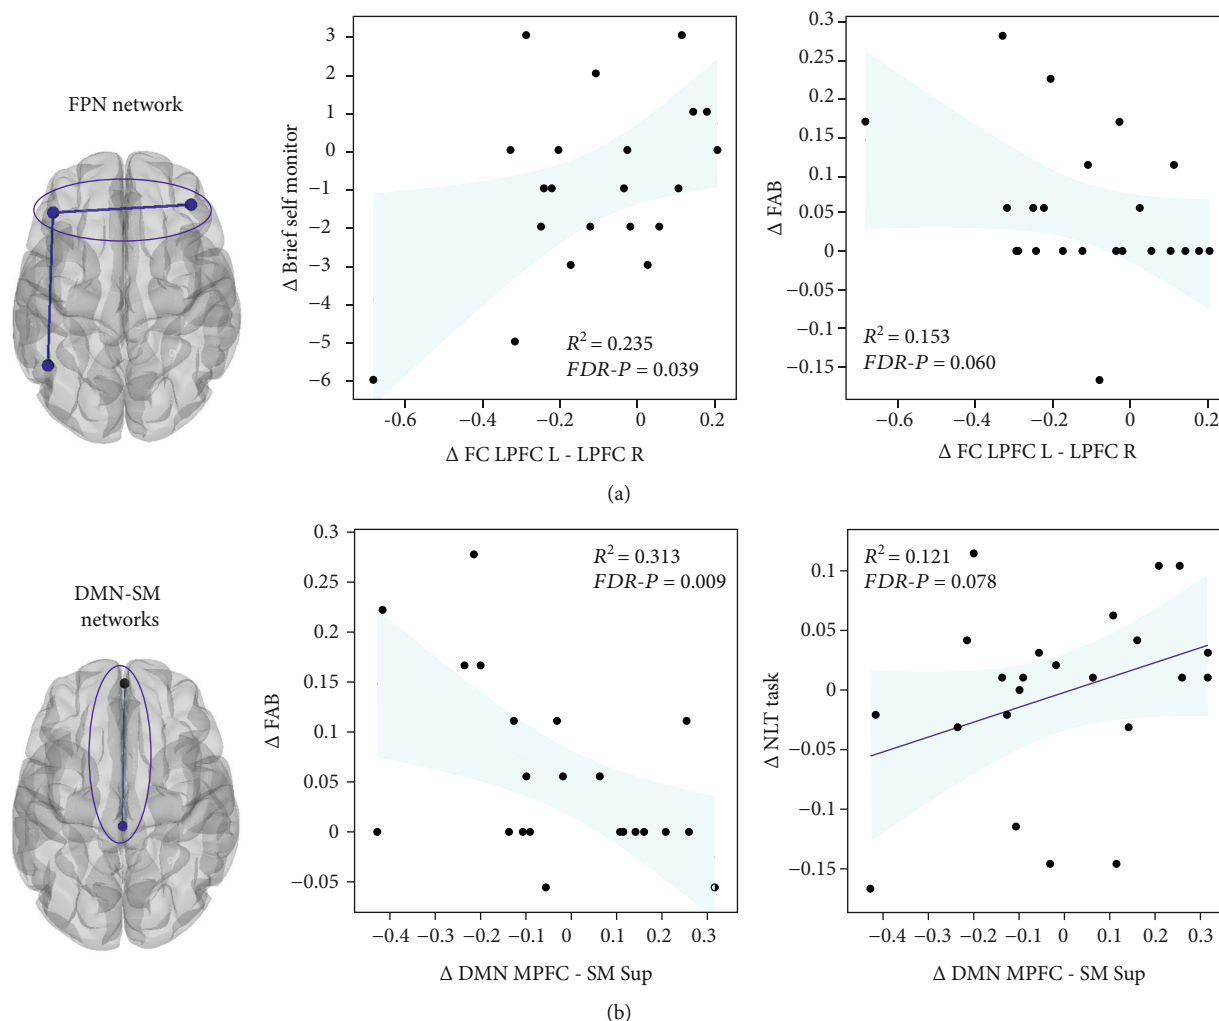 FPN network
Δ Brief self monitor
3
2
1
0
−1
−2
−3
−4
−5
−6
R² = 0.235
FDR-P = 0.039
-0.6
−0.4
−0.2
0
0.2
Δ FC LPFC L - LPFC R
Δ FAB
0.3
0.25
0.20
0.15
0.1
0.05
0
−0.05
−0.1
−0.15
R² = 0.153
FDR-P = 0.060
−0.6
−0.4
−0.2
0
0.2
Δ FC LPFC L - LPFC R
(a)
DMN-SM
networks
Δ FAB
0.3
0.25
0.2
0.15
0.1
0.05
0
−0.05
R² = 0.313
FDR-P = 0.009
−0.4
−0.3
−0.2
−0.1
0
0.1
0.2
0.3
Δ DMN MPFC - SM Sup
Δ NLT task
0.1
0.05
0
−0.05
−0.1
−0.15
R² = 0.121
FDR-P = 0.078
−0.4
−0.3
−0.2
−0.1
0
0.1
0.2
0.3
Δ DMN MPFC - SM Sup
(b)